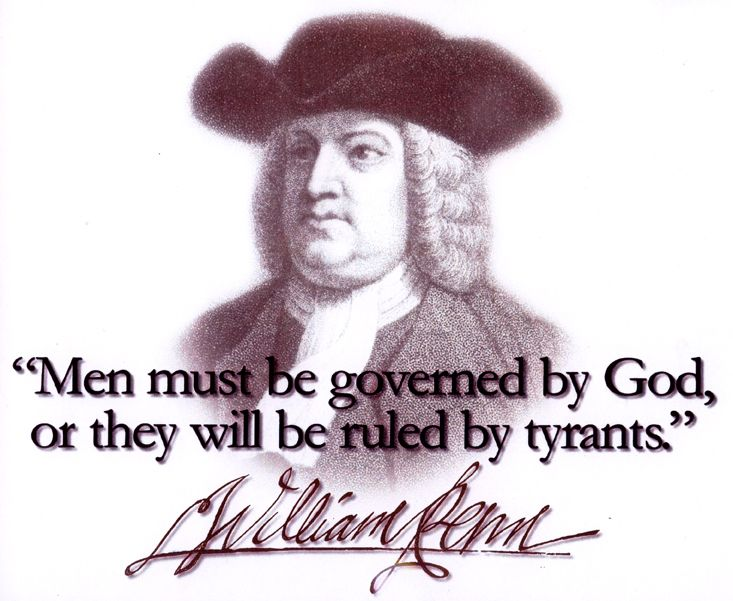 “Men must be governed by God,
or they will be ruled by tyrants.”
William Penn